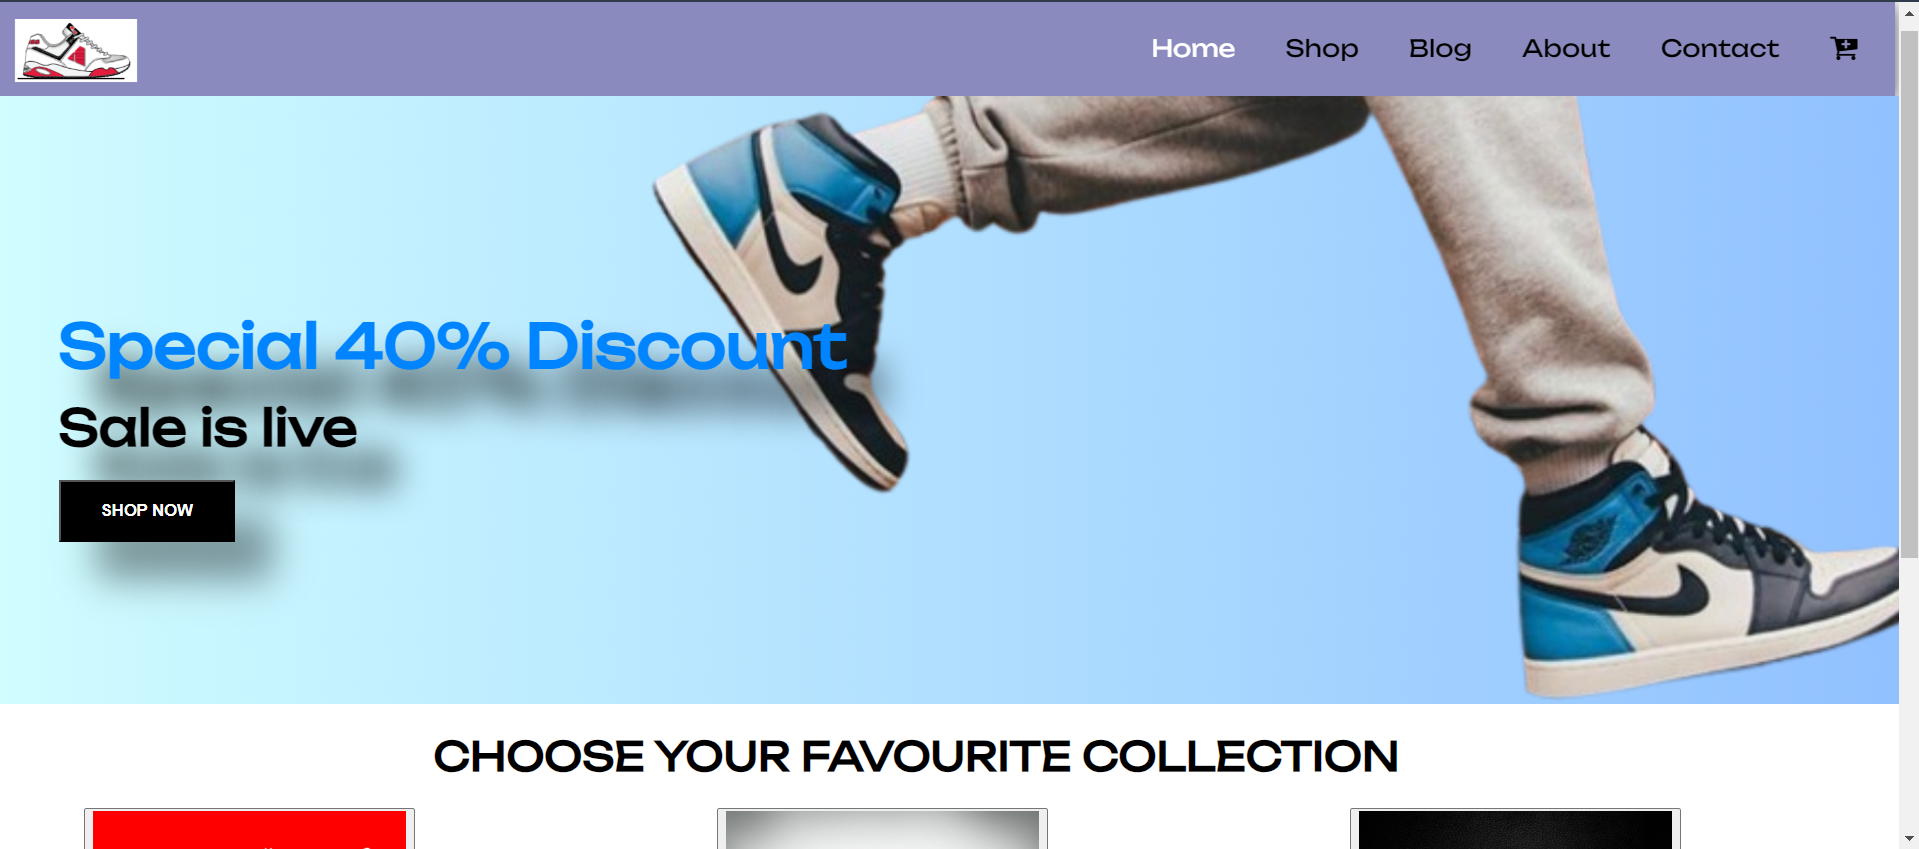 Home Shop Blog About Contact
Special 40% Discount
Sale is live
SHOP NOW
CHOOSE YOUR FAVOURITE COLLECTION